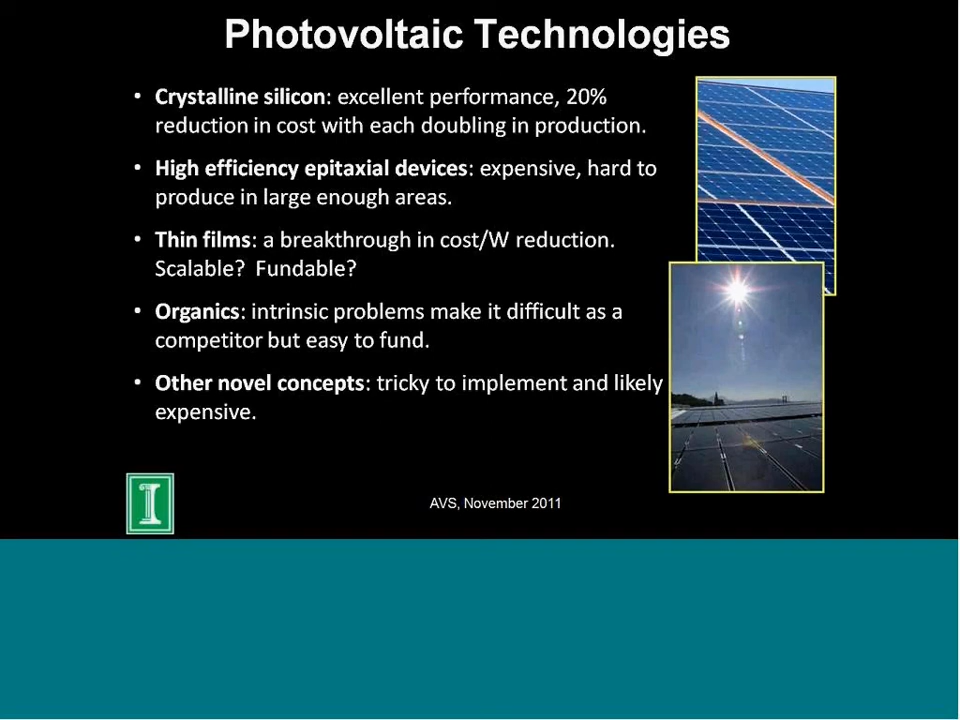 Photovoltaic Technologies
• Crystalline silicon: excellent performance, 20%
reduction in cost with each doubling in production.
• High efficiency epitaxial devices: expensive, hard to
produce in large enough areas.
• Thin films: a breakthrough in cost/W reduction.
Scalable?  Fundable?
• Organics: intrinsic problems make it difficult as a
competitor but easy to fund.
• Other novel concepts: tricky to implement and likely
expensive.
I
AVS, November 2011